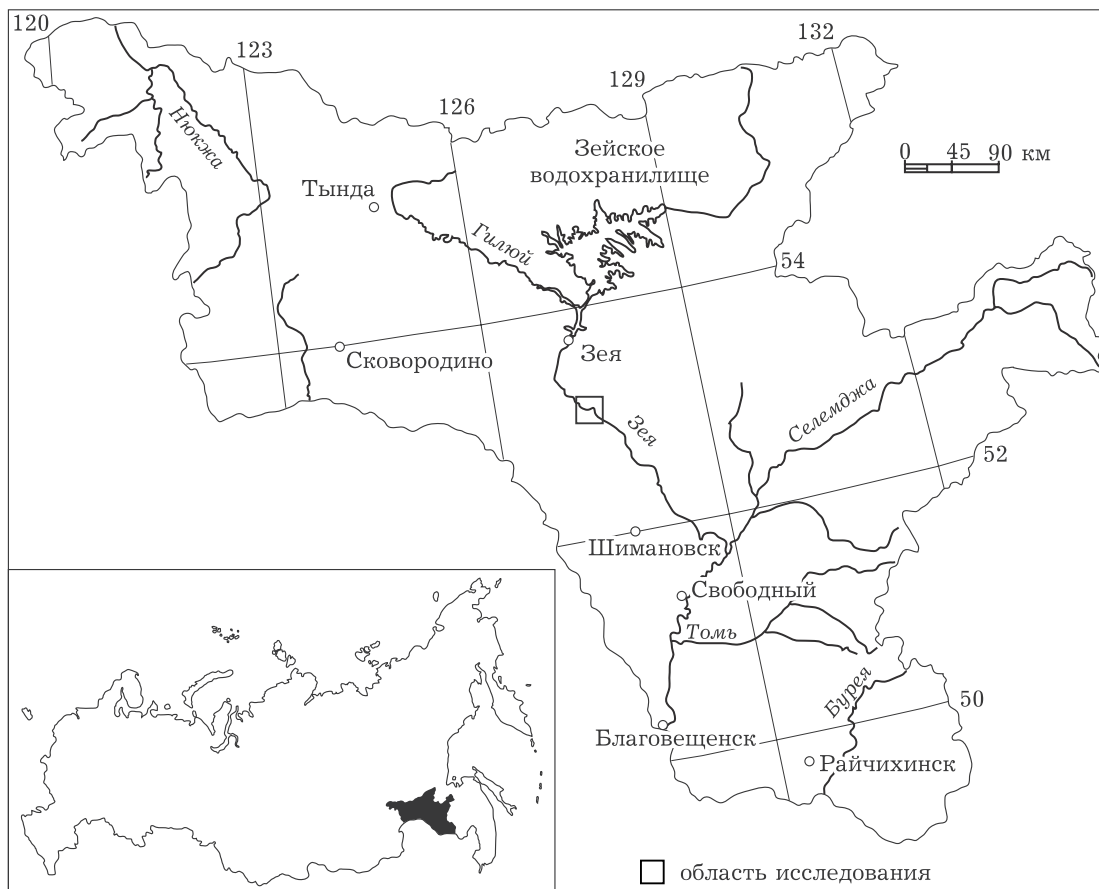 120
123
126
129
132
Нюкжа
Тында
Зейское
водохранилище
0 45 90 км
Гилюй
54
Сковородино
Зея
Зея
Селемджа
52
Шимановск
Свободный
Томь
Бурея
50
Благовещенск
Райчихинск
область исследования